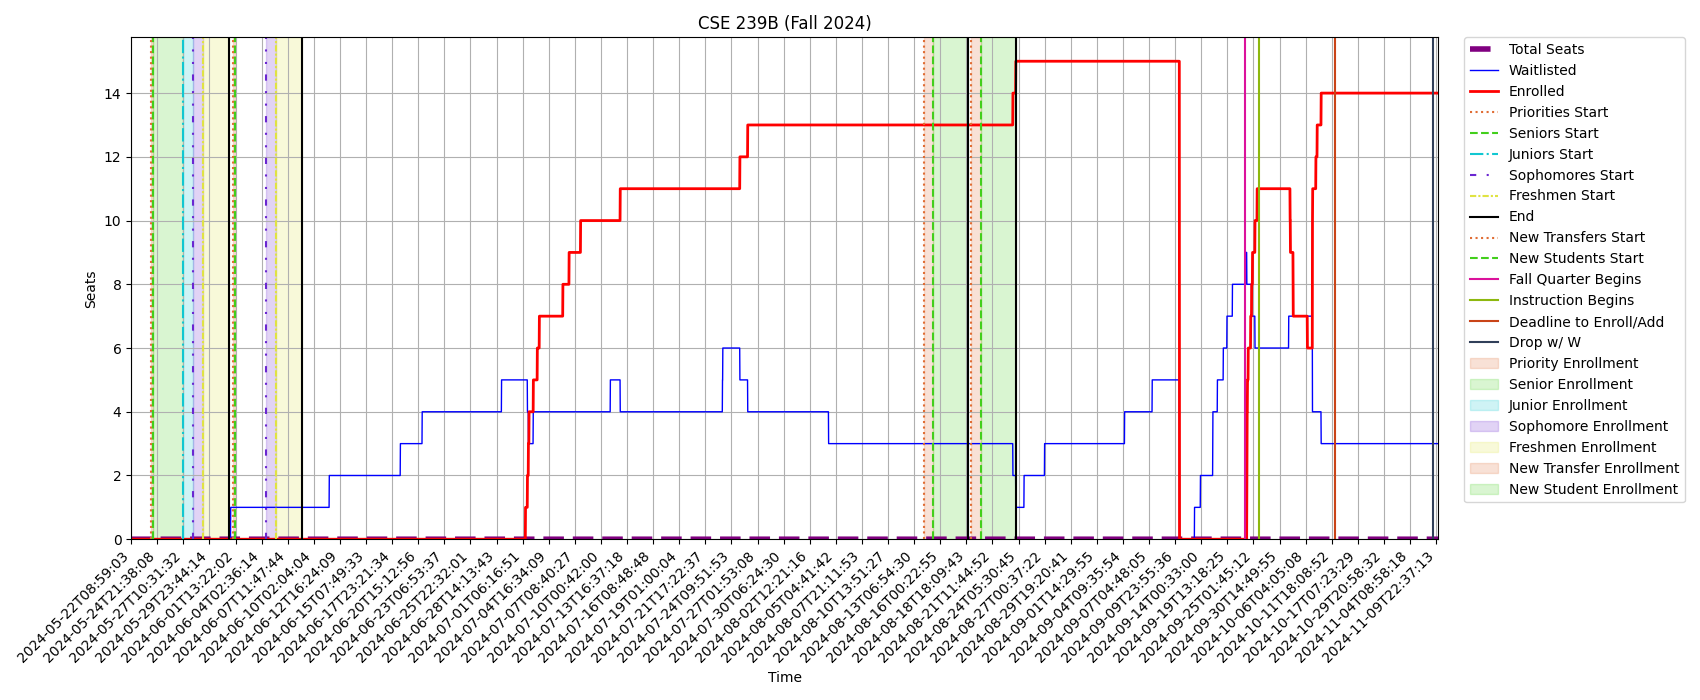 CSE 239B (Fall 2024)
Seats
14
12
10
8
6
4
2
0
2024-05-22T08:59:03
2024-05-24T21:38:08
2024-05-27T10:31:32
2024-05-29T23:44:14
2024-06-01T13:22:02
2024-06-04T02:36:14
2024-06-07T11:47:44
2024-06-10T02:04:04
2024-06-12T16:24:09
2024-06-15T07:49:33
2024-06-17T23:21:34
2024-06-20T15:12:56
2024-06-23T06:53:37
2024-06-25T22:32:01
2024-06-28T14:13:43
2024-07-01T06:16:51
2024-07-04T16:34:09
2024-07-07T08:40:27
2024-07-10T00:42:00
2024-07-13T16:37:18
2024-07-16T08:48:48
2024-07-19T01:00:04
2024-07-21T17:22:37
2024-07-24T09:51:53
2024-07-27T01:53:08
2024-07-30T06:24:30
2024-08-02T12:21:16
2024-08-05T04:41:42
2024-08-07T21:11:53
2024-08-10T13:51:27
2024-08-13T06:54:30
2024-08-16T00:22:55
2024-08-18T18:09:43
2024-08-21T11:44:52
2024-08-24T05:30:45
2024-08-27T00:37:22
2024-08-29T19:20:41
2024-09-01T14:29:55
2024-09-04T09:35:54
2024-09-07T04:48:05
2024-09-09T23:55:36
2024-09-14T00:33:00
2024-09-19T13:18:25
2024-09-25T01:45:12
2024-09-30T14:49:55
2024-10-06T04:05:08
2024-10-11T18:08:52
2024-10-17T07:23:29
2024-10-29T20:58:32
2024-11-04T08:58:18
2024-11-09T22:37:13
Time
Total Seats
Waitlisted
Enrolled
Priorities Start
Seniors Start
Juniors Start
Sophomores Start
Freshmen Start
End
New Transfers Start
New Students Start
Fall Quarter Begins
Instruction Begins
Deadline to Enroll/Add
Drop w/ W
Priority Enrollment
Senior Enrollment
Junior Enrollment
Sophomore Enrollment
Freshmen Enrollment
New Transfer Enrollment
New Student Enrollment